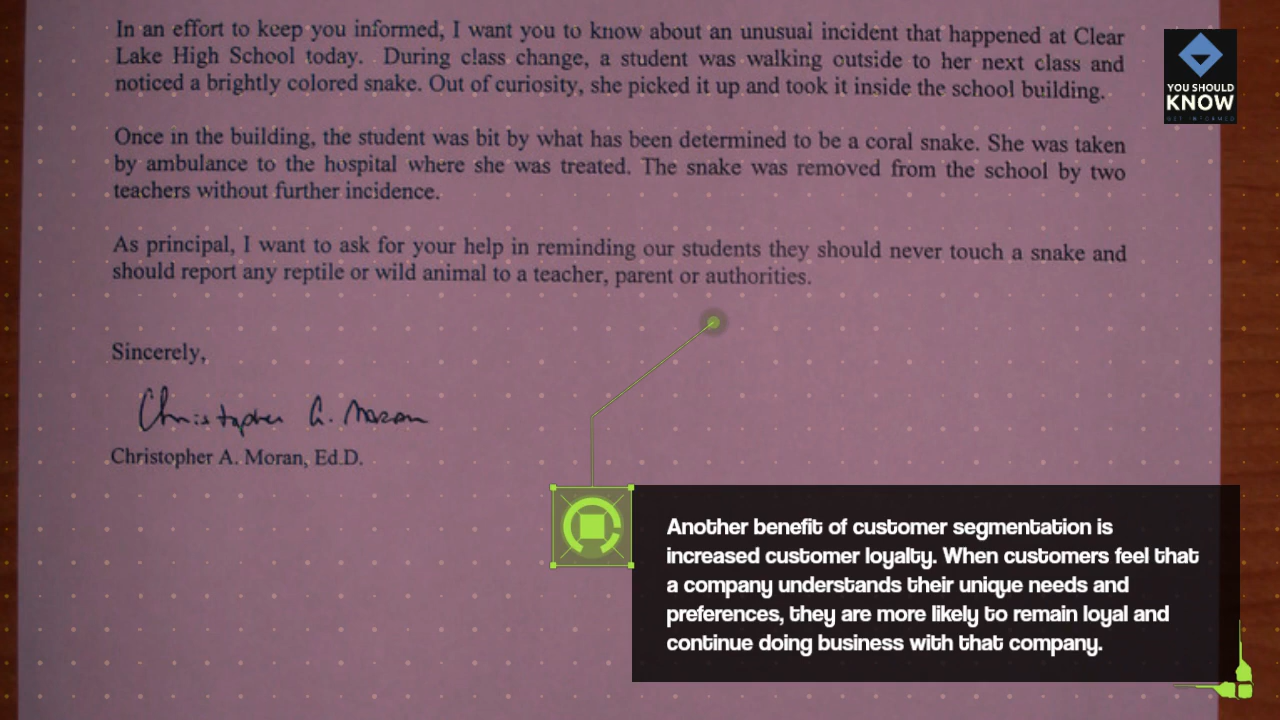 In an effort to keep you informed, I want you to know about an unusual incident that happened at Clear
Lake High School today. During class change, a student was walking outside to her next class and
noticed a brightly colored snake. Out of curiosity, she picked it up and took it inside the school building.
Once in the building, the student was bit by what has been determined to be a coral snake. She was taken
by ambulance to the hospital where she was treated. The snake was removed from the school by two
teachers without further incidence.
As principal, I want to ask for your help in reminding our students they should never touch a snake and
should report any reptile or wild animal to a teacher, parent or authorities.
Sincerely,
Christopher A. Moran
Christopher A. Moran, Ed.D.
YOU SHOULD
KNOW
GET INFORMED
Another benefit of customer segmentation is
increased customer loyalty. When customers feel that
a company understands their unique needs and
preferences, they are more likely to remain loyal and
continue doing business with that company.